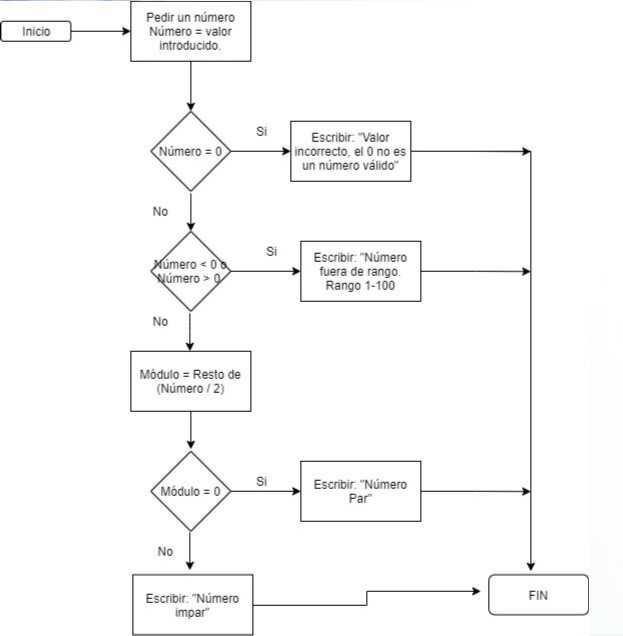 Inicio
Pedir un número
Número = valor
introducido.
Número = 0
Si
Escribir: "Valor
incorrecto, el 0 no es
un número válido"
No
Número < 0 o
Número > 0
Si
Escribir: "Número
fuera de rango.
Rango 1-100
No
Módulo = Resto de
(Número / 2)
Módulo = 0
Si
Escribir: "Número
Par"
No
Escribir: "Número
impar"
FIN